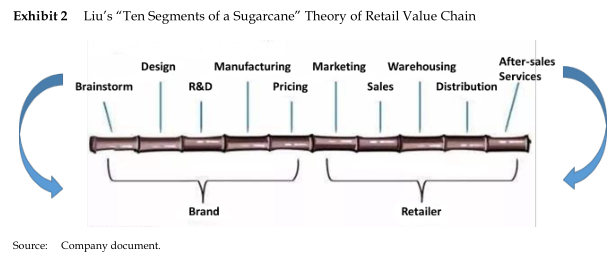 Exhibit 2 Liu's "Ten Segments of a Sugarcane" Theory of Retail Value Chain
Brainstorm
Design
R&D
Manufacturing
Pricing
Marketing
Sales
Warehousing
Distribution
After-sales
Services
Brand
Retailer
Source: Company document.